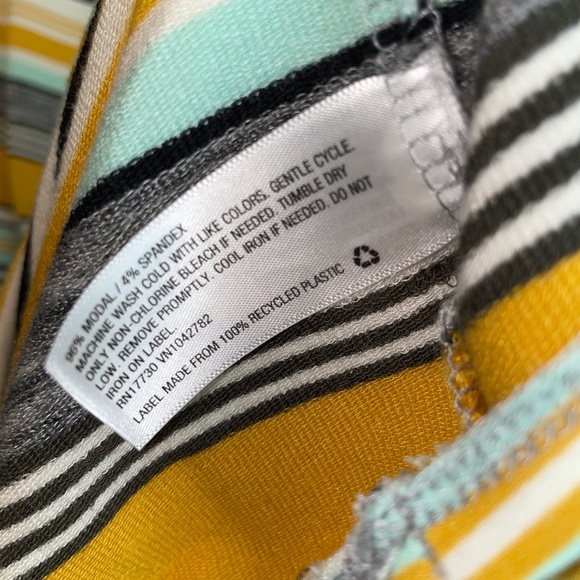 96% MODAL / 4% SPANDEX
MACHINE WASH COLD WITH LIKE COLORS. GENTLE CYCLE.
ONLY NON-CHLORINE BLEACH IF NEEDED. TUMBLE DRY
LOW. REMOVE PROMPTLY. COOL IRON IF NEEDED. DO NOT
IRON ON LABEL.
RN17730 VN1042782
LABEL MADE FROM 100% RECYCLED PLASTIC